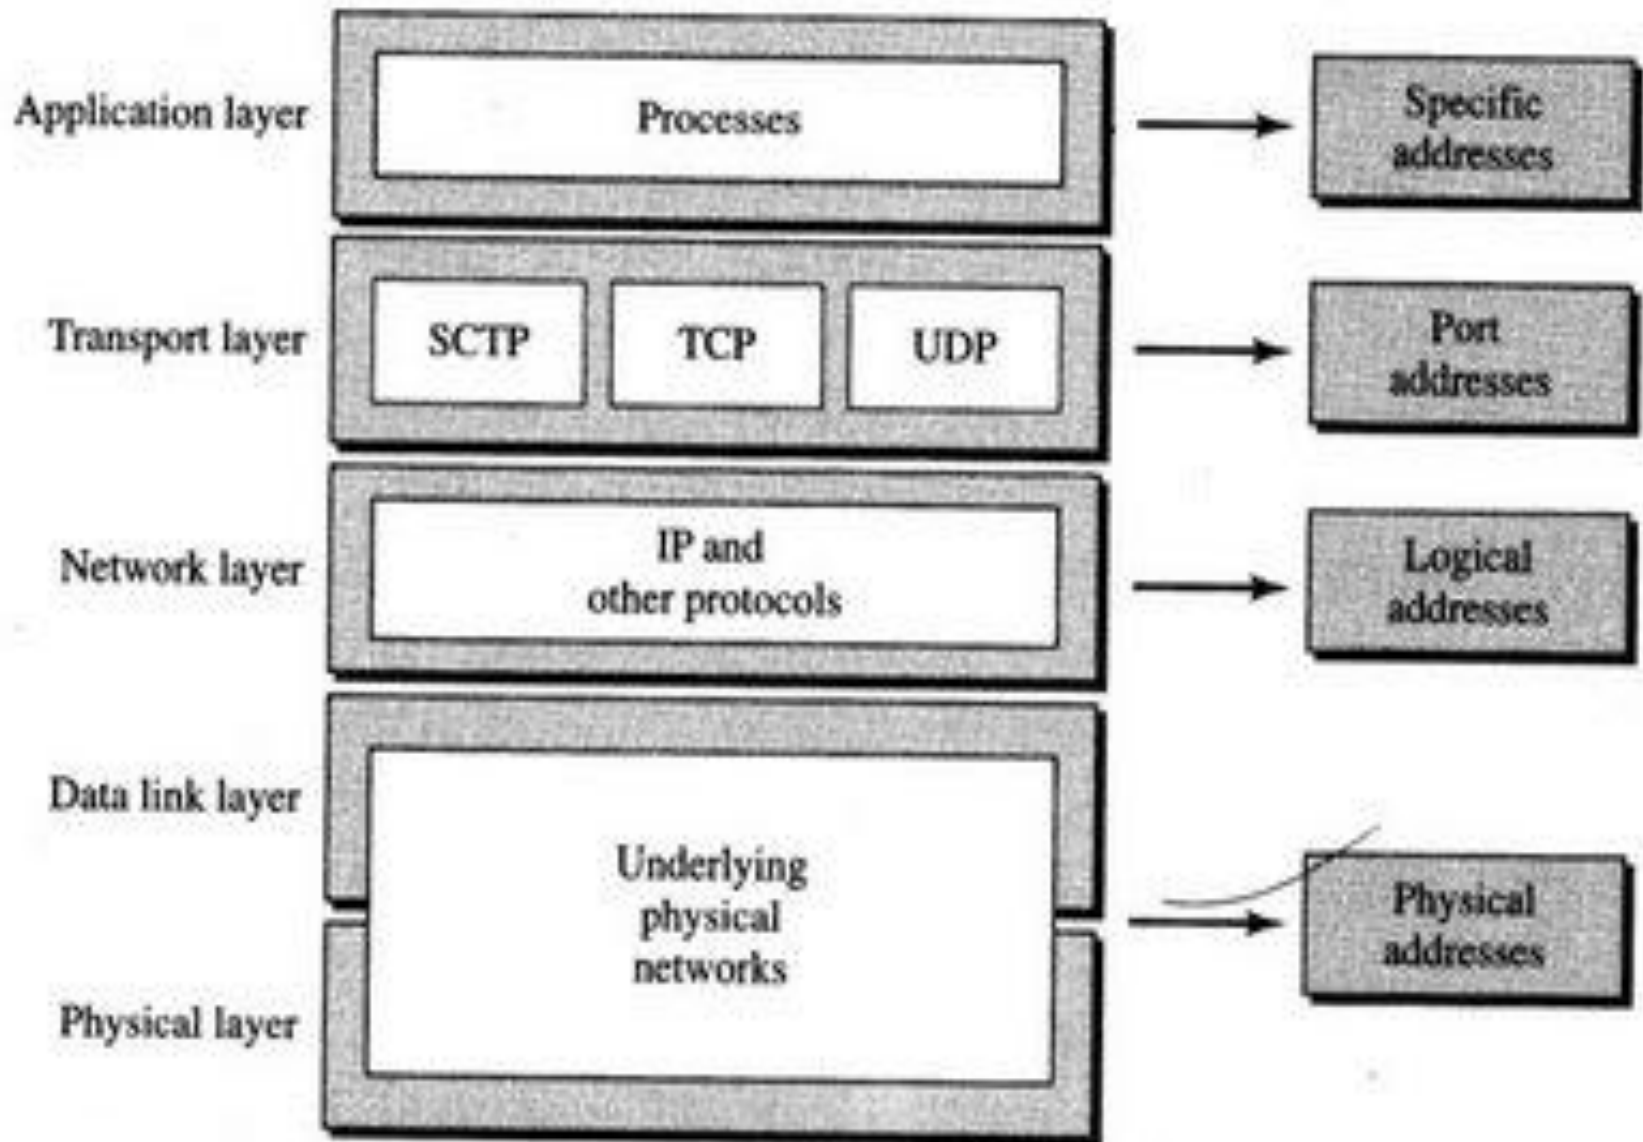 Application layer
Processes
Specific
addresses
Transport layer
SCTP
TCP
UDP
Port
addresses
Network layer
IP and
other protocols
Logical
addresses
Data link layer
Underlying
physical
networks
Physical
addresses
Physical layer